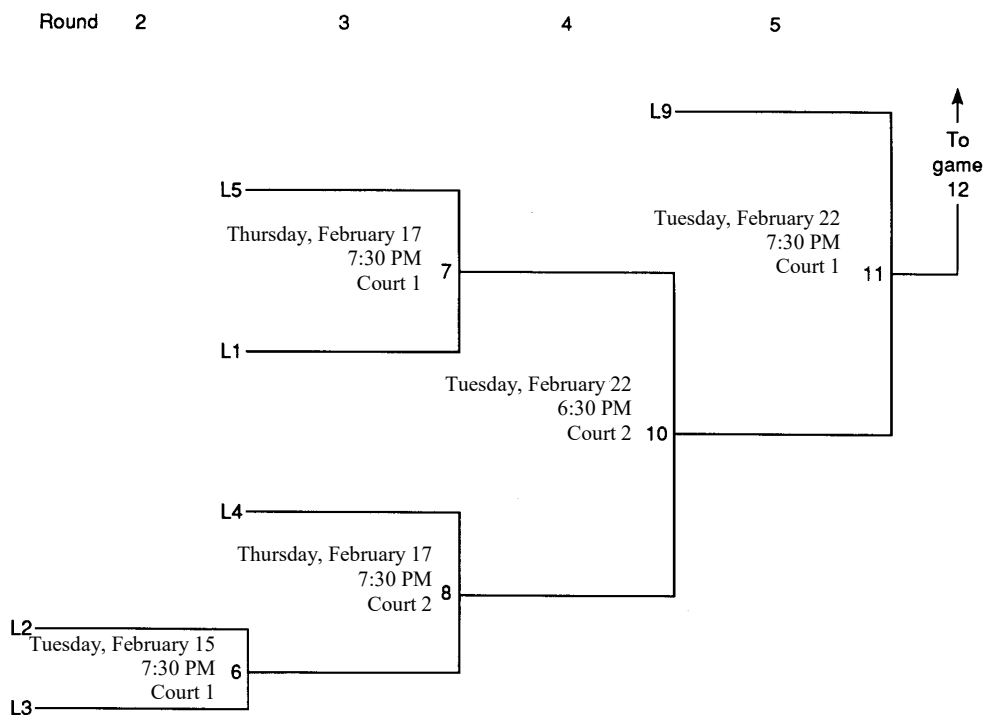 Round 2 3 4 5
L9
To
game
12
L5
Thursday, February 17
7:30 PM
Court 1
7
Tuesday, February 22
7:30 PM
Court 1
11
L1
Tuesday, February 22
6:30 PM
Court 2
10
L4
Thursday, February 17
7:30 PM
Court 2
8
L2
Tuesday, February 15
7:30 PM
Court 1
6
L3